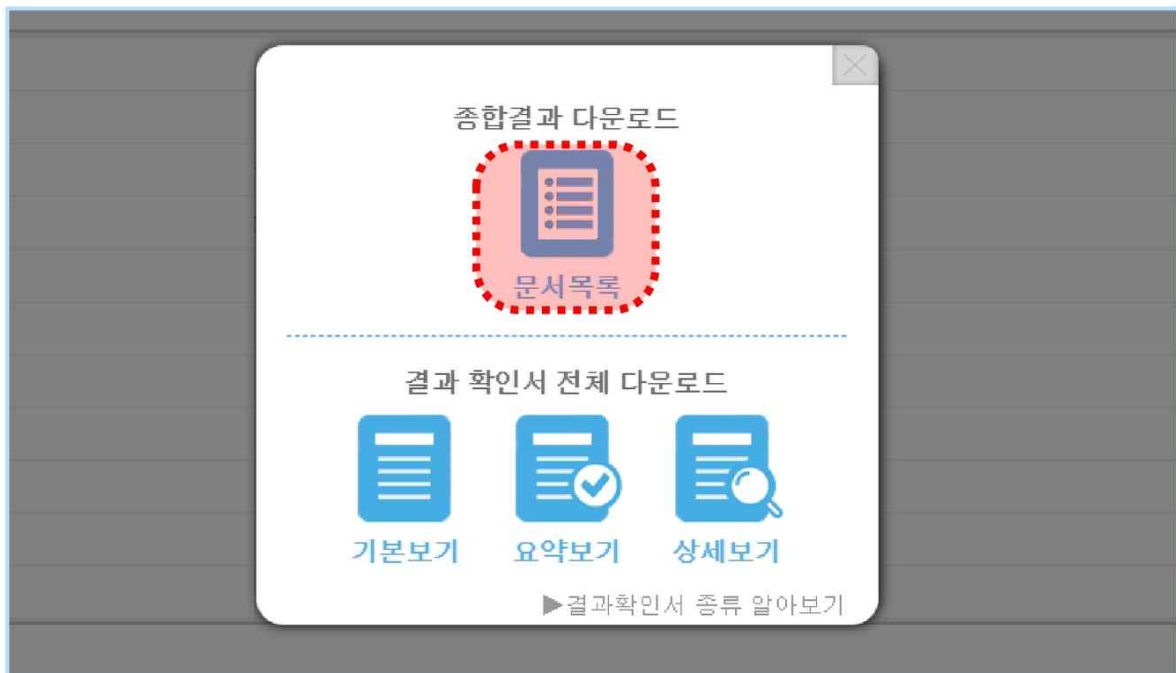 종합결과 다운로드
문서목록
결과 확인서 전체 다운로드
기본보기 요약보기 상세보기
▶결과확인서 종류 알아보기